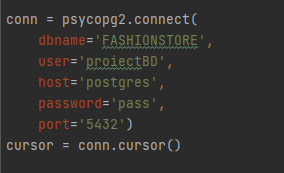 conn = psycopg2.connect(
    dbname='FASHIONSTORE',
    user='proiectBD',
    host='postgres',
    password='pass',
    port='5432')
cursor = conn.cursor()